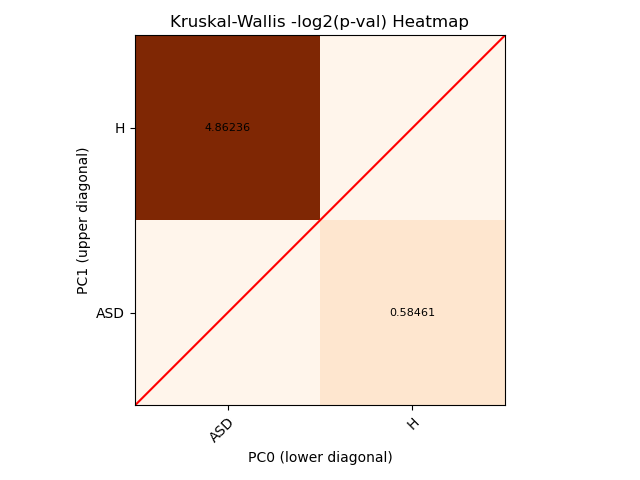 Kruskal-Wallis -log2(p-val) Heatmap
H
4.86236
PC1 (upper diagonal)
ASD
0.58461
ASD
H
PC0 (lower diagonal)